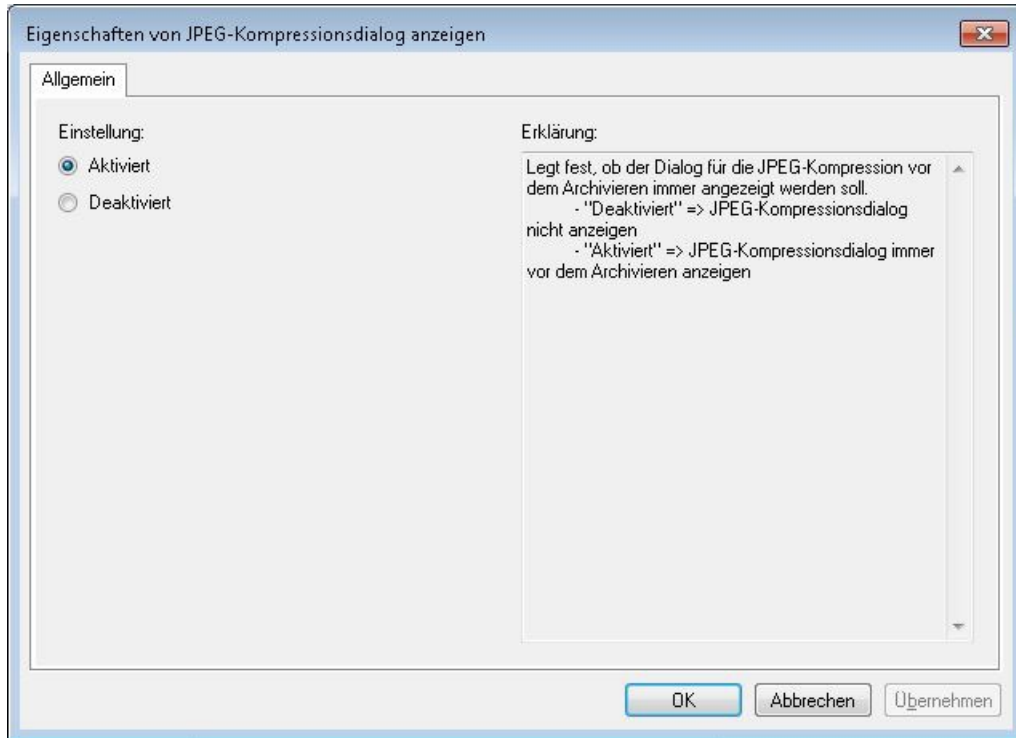 Eigenschaften von JPEG-Kompressionsdialog anzeigen
Allgemein
Einstellung:
Aktiviert
Deaktiviert
Erklärung:
Legt fest, ob der Dialog für die JPEG-Kompression vor
dem Archivieren immer angezeigt werden soll.
- "Deaktiviert" => JPEG-Kompressionsdialog
nicht anzeigen
- "Aktiviert" => JPEG-Kompressionsdialog immer
vor dem Archivieren anzeigen
OK
Abbrechen
Übernehmen